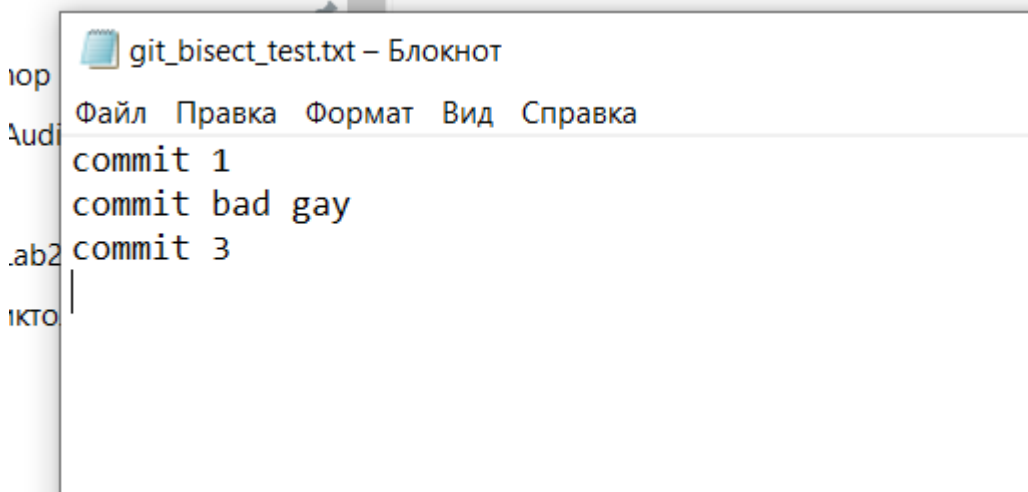 git_bisect_test.txt – Блокнот
Файл Правка Формат Вид Справка
commit 1
commit bad gay
commit 3